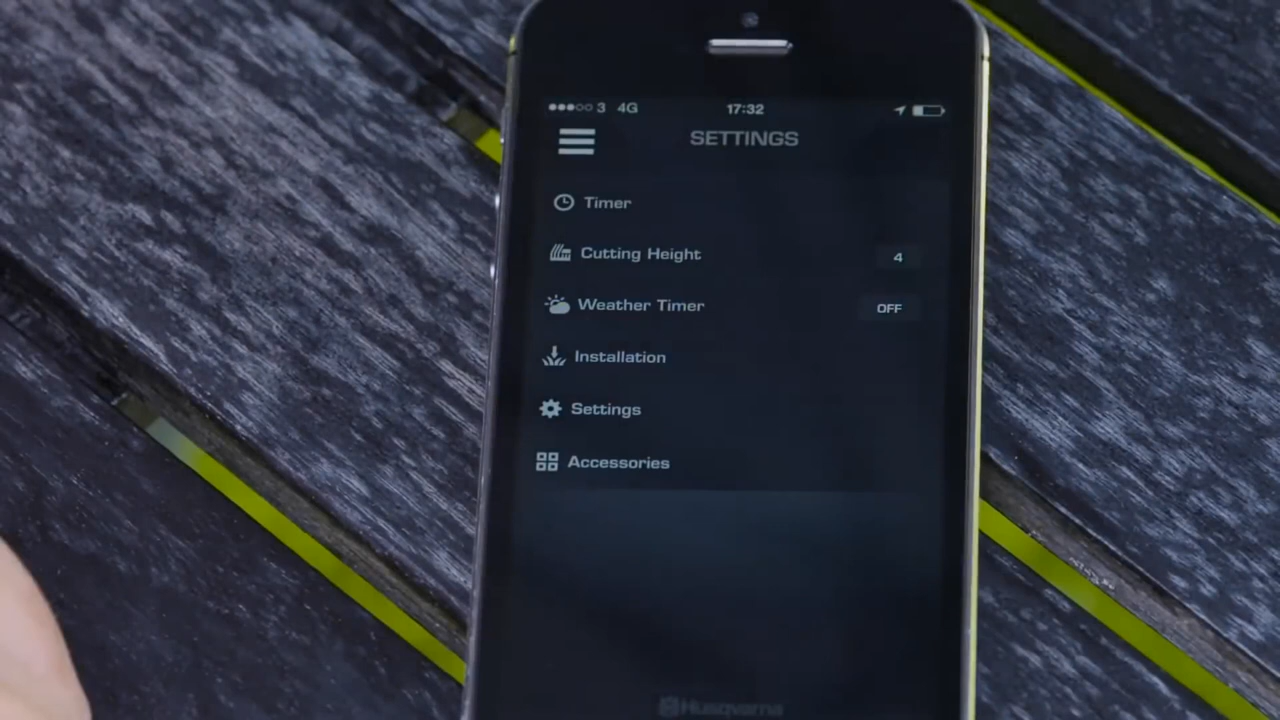 3 4G 17:32
SETTINGS
Timer
Cutting Height 4
Weather Timer OFF
Installation
Settings
Accessories
Husqvarna